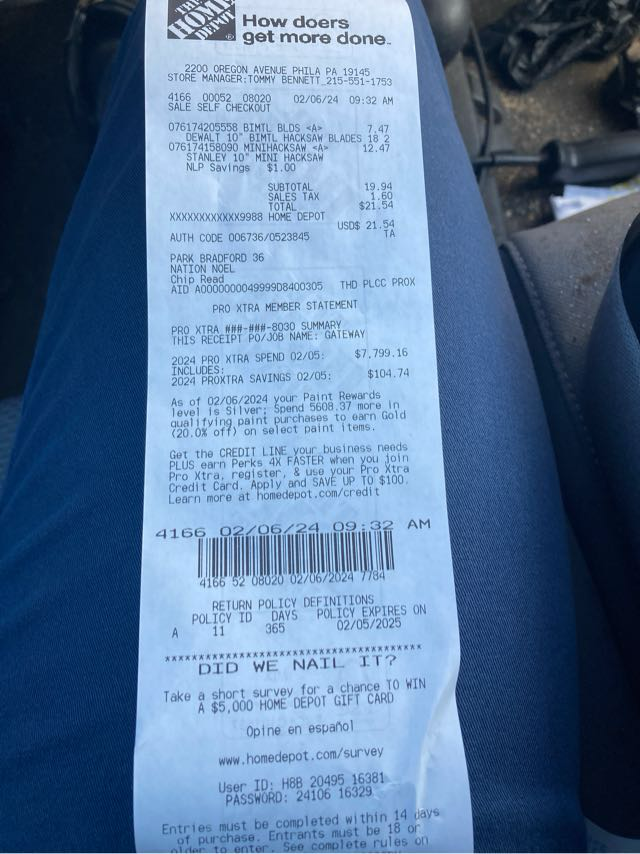 THE HOME DEPOT ®
How doers
get more done™
2200 OREGON AVENUE PHILA PA 19145
STORE MANAGER:TOMMY BENNETT 215-551-1753
4166 00052 08020 02/06/24 09:32 AM
SALE SELF CHECKOUT
076174205558 BIMTL BLDS <A> 7.47
DEWALT 10" BIMTL HACKSAW BLADES 18 2
076174158090 MINIHACKSAW <A> 12.47
STANLEY 10" MINI HACKSAW
NLP Savings $1.00
SUBTOTAL 19.94
SALES TAX 1.60
TOTAL $21.54
XXXXXXXXXXXX9988 HOME DEPOT
USD$ 21.54
AUTH CODE 006736/0523845 TA
PARK BRADFORD 36
NATION NOEL
Chip Read
AID A0000000049999D8400305 THD PLCC PROX
PRO XTRA MEMBER STATEMENT
PRO XTRA ###-###-8030 SUMMARY
THIS RECEIPT PO/JOB NAME: GATEWAY
2024 PRO XTRA SPEND 02/05: $7,799.16
INCLUDES:
2024 PROXTRA SAVINGS 02/05: $104.74
As of 02/06/2024 your Paint Rewards
level is Silver; Spend 5608.37 more in
qualifying paint purchases to earn Gold
(20.0% off) on select paint items.
Get the CREDIT LINE your business needs
PLUS earn Perks 4X FASTER when you join
Pro Xtra, register, & use your Pro Xtra
Credit Card. Apply and SAVE UP TO $100.
Learn more at homedepot.com/credit
4166 02/06/24 09:32 AM
4166 52 08020 02/06/2024 7784
RETURN POLICY DEFINITIONS
POLICY ID DAYS POLICY EXPIRES ON
A 11 365 02/05/2025
****************************************
DID WE NAIL IT?
Take a short survey for a chance TO WIN
A $5,000 HOME DEPOT GIFT CARD
Opine en español
www.homedepot.com/survey
User ID: H8B 20495 16381
PASSWORD: 24106 16329
Entries must be completed within 14 days
of purchase. Entrants must be 18 or
older to enter. See complete rules on